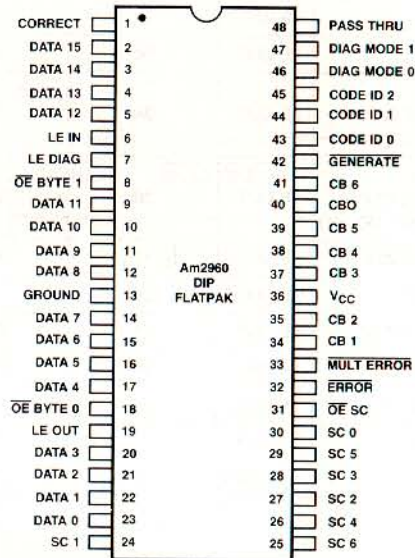 CORRECT 1 48 PASS THRU
DATA 15 2 47 DIAG MODE 1
DATA 14 3 46 DIAG MODE 0
DATA 13 4 45 CODE ID 2
DATA 12 5 44 CODE ID 1
LE IN 6 43 CODE ID 0
LE DIAG 7 42 GENERATE
OE BYTE 1 8 41 CB 6
DATA 11 9 40 CBO
DATA 10 10 39 CB 5
DATA 9 11 38 CB 4
DATA 8 12 37 CB 3
Am2960
DIP
FLATPAK
GROUND 13 36 VCC
DATA 7 14 35 CB 2
DATA 6 15 34 CB 1
DATA 5 16 33 MULT ERROR
DATA 4 17 32 ERROR
OE BYTE 0 18 31 OE SC
LE OUT 19 30 SC 0
DATA 3 20 29 SC 5
DATA 2 21 28 SC 3
DATA 1 22 27 SC 2
DATA 0 23 26 SC 4
SC 1 24 25 SC 6